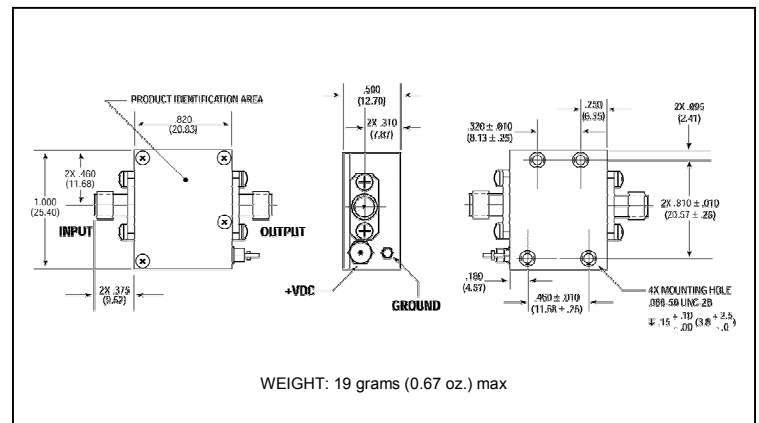 PRODUCT IDENTIFICATION AREA
.820
(20.83)
2X .460
(11.68)
1.000
(25.40)
INPUT
OUTPUT
2X .375
(9.52)
.500
(12.70)
2X .310
(7.87)
+VDC
GROUND
.250
(6.35)
2X .095
(2.41)
.320 ± .010
(8.13 ± .25)
2X .810 ± .010
(20.57 ± .25)
.180
(4.57)
.460 ± .010
(11.68 ± .25)
4X MOUNTING HOLE
UNC-2B
WEIGHT: 19 grams (0.67 oz.) max